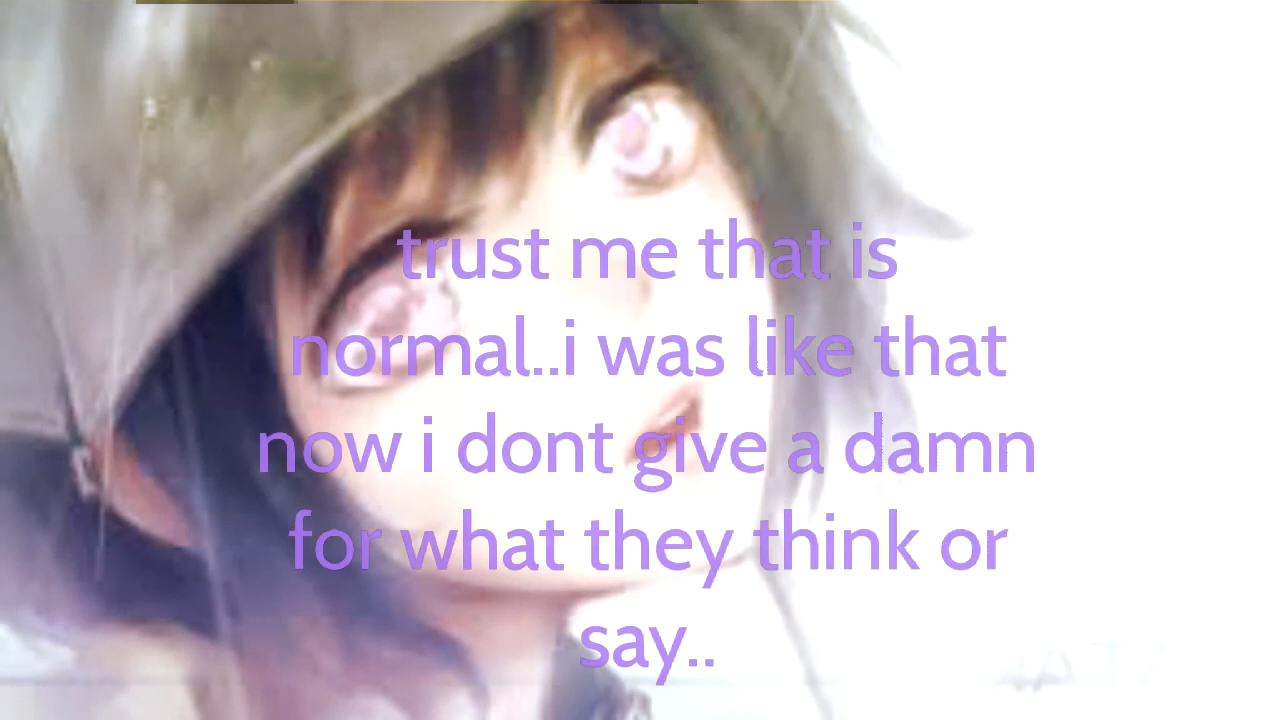 trust me that is
normal..i was like that
now i dont give a damn
for what they think or
say..